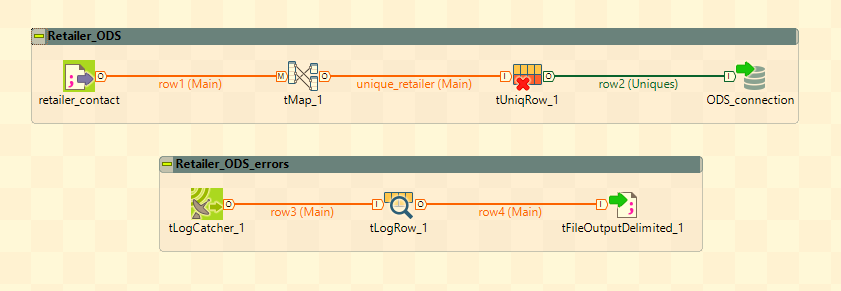 Retailer_ODS
O M O I O I
retailer_contact row1 (Main) tMap_1 unique_retailer (Main) tUniqRow_1 row2 (Uniques) ODS_connection
Retailer_ODS_errors
O I O I
tLogCatcher_1 row3 (Main) tLogRow_1 row4 (Main) tFileOutputDelimited_1